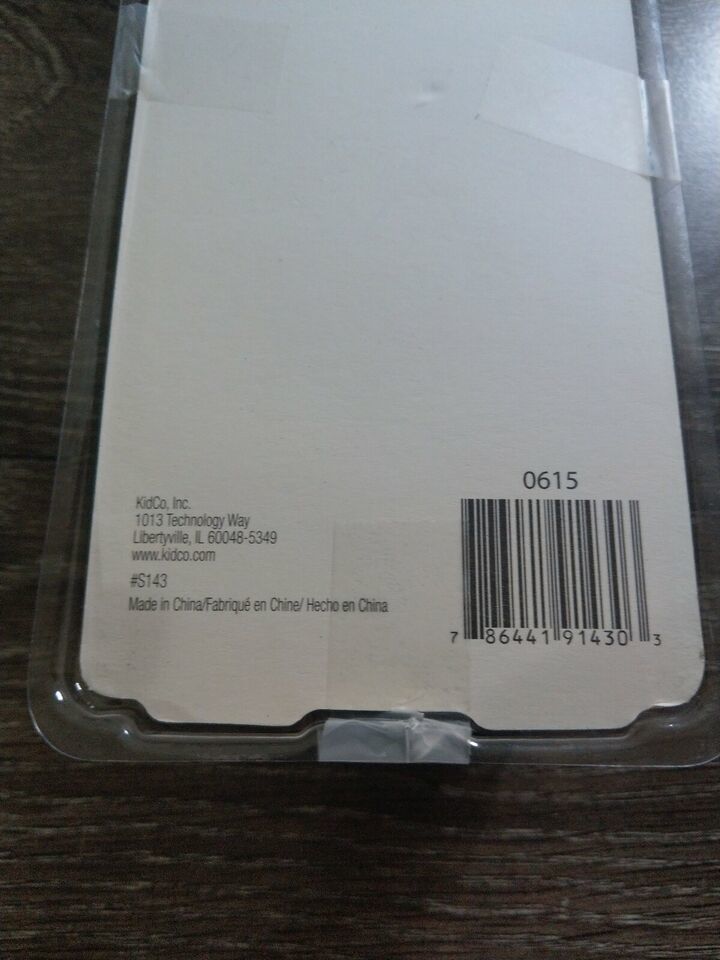 KidCo, Inc.
1013 Technology Way
Libertyville, IL 60048-5349
www.kidco.com
#S143
Made in China/Fabriqué en Chine/ Hecho en China
0615
7 86441 91430 3